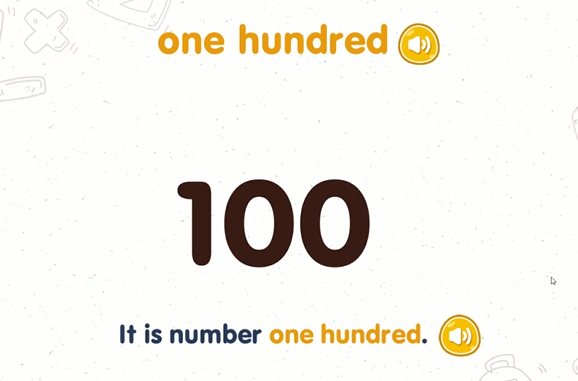 one hundred
100
It is number one hundred.